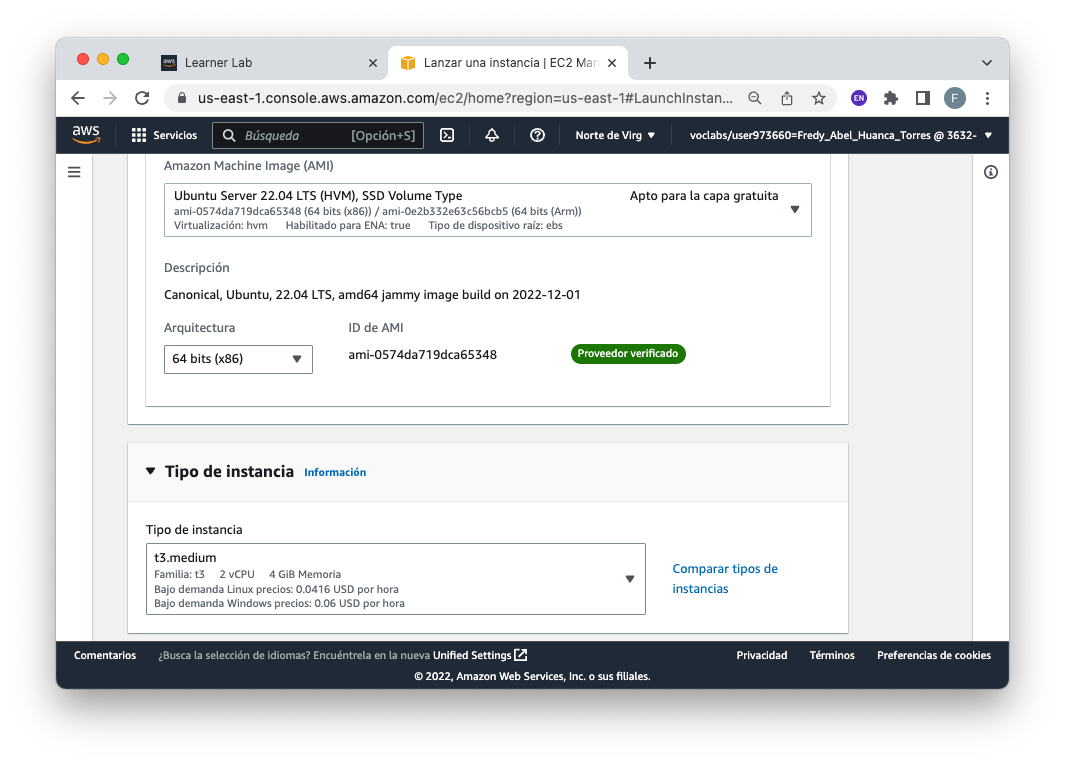 aws
Learner Lab
Lanzar una instancia | EC2 Man
us-east-1.console.aws.amazon.com/ec2/home?region=us-east-1#LaunchInstan...
EN
F
aws
Servicios
Búsqueda
[Opción+S]
Norte de Virg
voclabs/user973660=Fredy_Abel_Huanca_Torres @ 3632-
Amazon Machine Image (AMI)
Ubuntu Server 22.04 LTS (HVM), SSD Volume Type
Apto para la capa gratuita
ami-0574da719dca65348 (64 bits (x86)) / ami-0e2b332e63c56bcb5 (64 bits (Arm))
Virtualización: hvm Habilitado para ENA: true Tipo de dispositivo raíz: ebs
Descripción
Canonical, Ubuntu, 22.04 LTS, amd64 jammy image build on 2022-12-01
Arquitectura
ID de AMI
64 bits (x86)
ami-0574da719dca65348
Proveedor verificado
Tipo de instancia Información
Tipo de instancia
t3.medium
Familia: t3 2 vCPU 4 GiB Memoria
Bajo demanda Linux precios: 0.0416 USD por hora
Bajo demanda Windows precios: 0.06 USD por hora
Comparar tipos de
instancias
Comentarios
¿Busca la selección de idiomas? Encuéntrela en la nueva Unified Settings
Privacidad
Términos
Preferencias de cookies
© 2022, Amazon Web Services, Inc. o sus filiales.